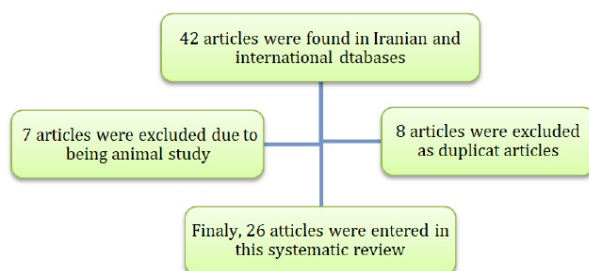 42 articles were found in Iranian and
international dtabases
7 articles were excluded due to
being animal study
8 articles were excluded
as duplicat articles
Finaly, 26 atticles were entered in
this systematic review